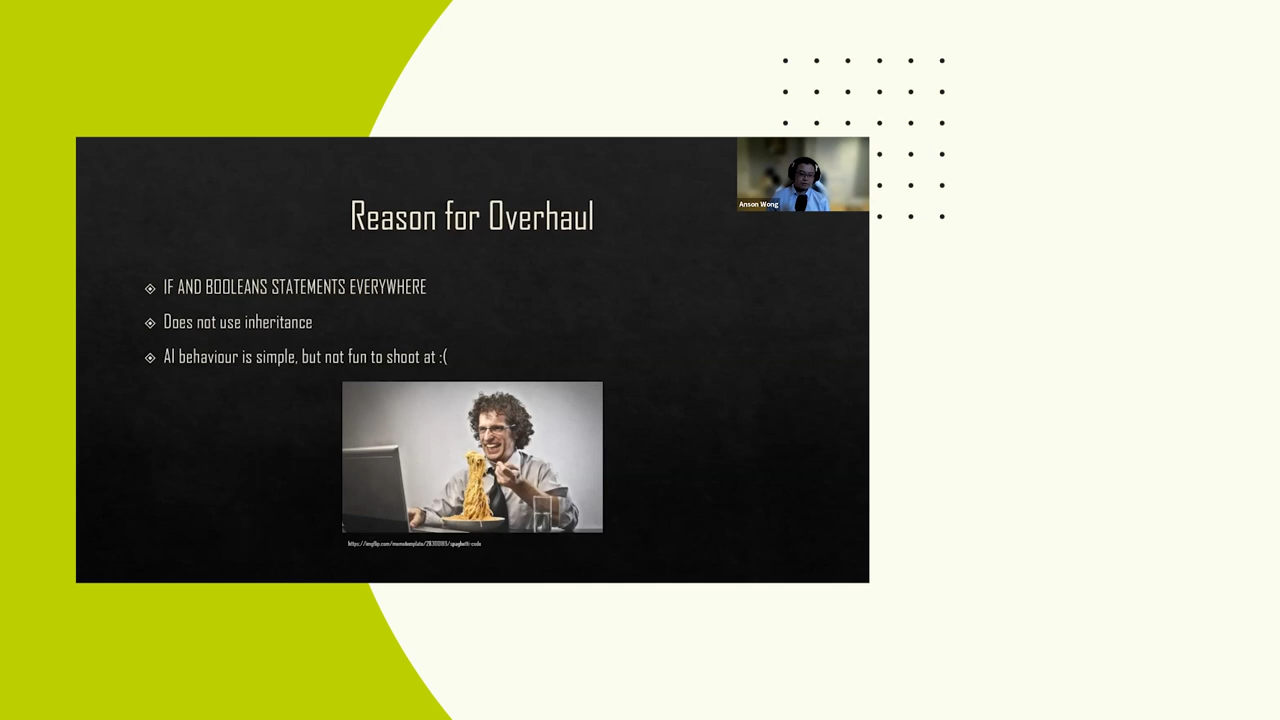 Anson Wong
Reason for Overhaul
IF AND BOOLEANS STATEMENTS EVERYWHERE
Does not use inheritance
AI behaviour is simple, but not fun to shoot at :(